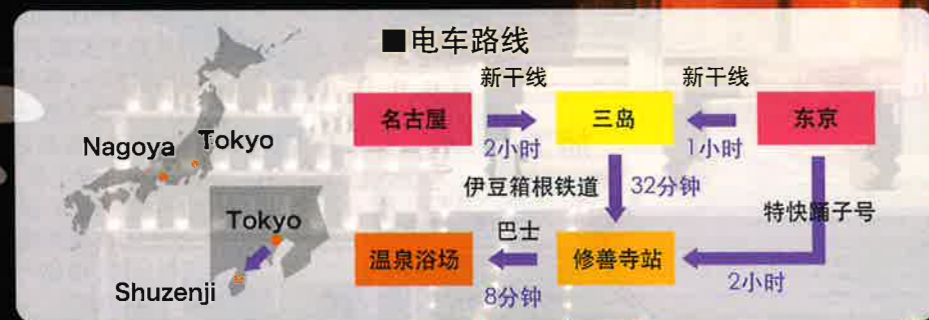 ■电车路线
新干线
新干线
名古屋
三岛
东京
2小时
1小时
伊豆箱根铁道
32分钟
特快踊子号
巴士
温泉浴场
修善寺站
8分钟
2小时
Nagoya
Tokyo
Tokyo
Shuzenji